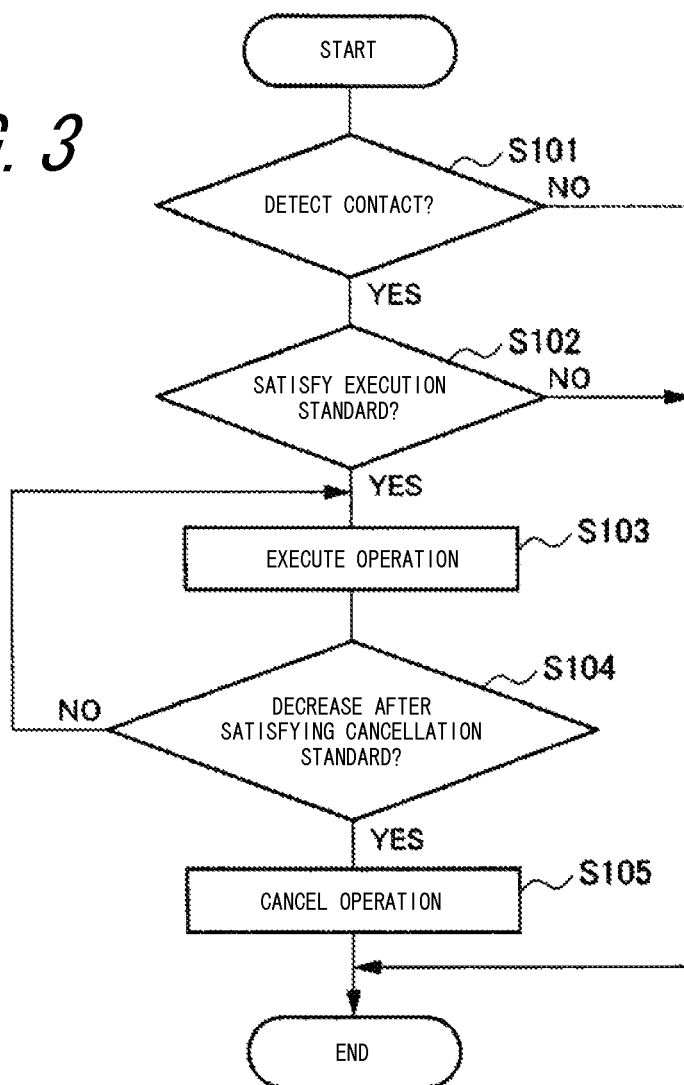 START
G. 3
S101
DETECT CONTACT?
NO
YES
S102
SATISFY EXECUTION
STANDARD?
NO
YES
S103
EXECUTE OPERATION
S104
DECREASE AFTER
SATISFYING CANCELLATION
STANDARD?
NO
YES
S105
CANCEL OPERATION
END